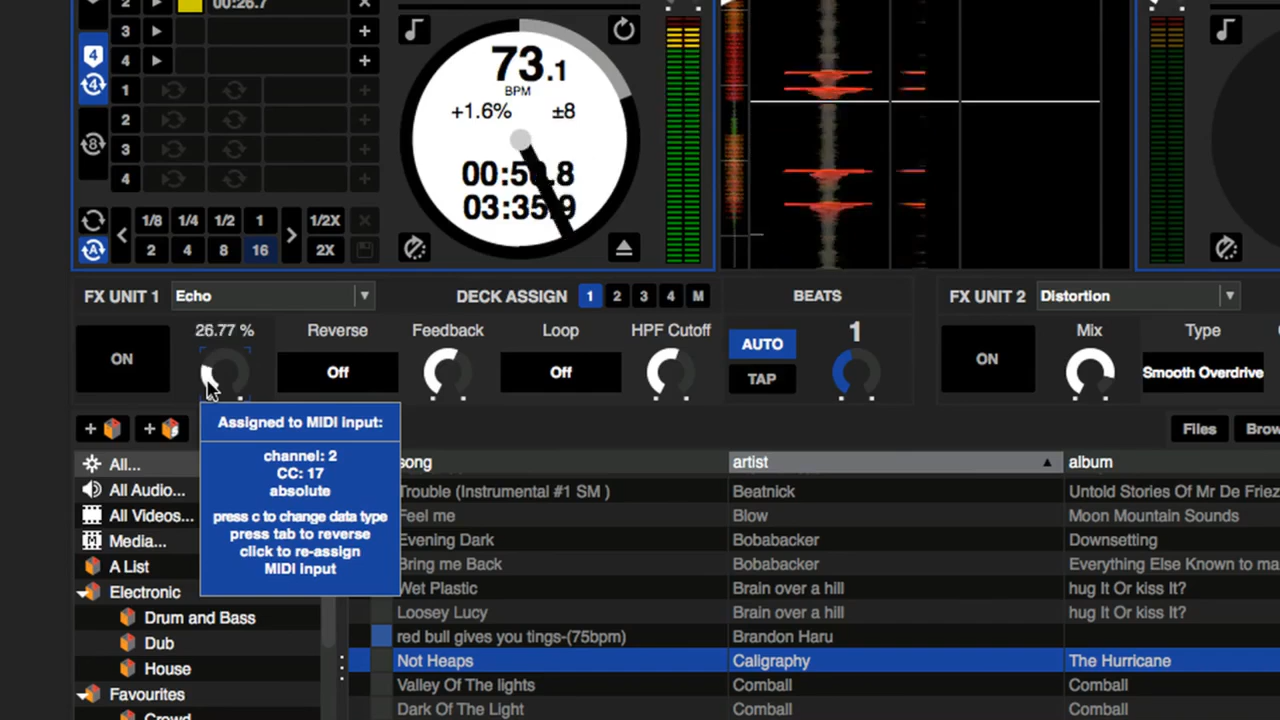 2 00:26.7
3
4
4
4
1
2
8
3
4
1/8 1/4 1/2 1 1/2X
A 2 4 8 16 2X
73.1
BPM
+1.6% ±8
03:35.9
FX UNIT 1 Echo DECK ASSIGN 1 2 3 4 M BEATS FX UNIT 2 Distortion
ON 26.77 % Reverse Feedback Loop HPF Cutoff AUTO 1 ON Mix Type
Off Off TAP Smooth Overdrive
Assigned to MIDI input:
channel: 2
CC: 17
absolute
press c to change data type
press tab to reverse
click to re-assign
MIDI input
Files Brow
All...
All Audio...
All Videos...
Media...
A List
Electronic
Drum and Bass
Dub
House
Favourites
Crowd
song artist album
Trouble (Instrumental #1 SM ) Beatnick Untold Stories Of Mr De Friez
Feel me Blow Moon Mountain Sounds
Evening Dark Bobabacker Downsetting
Bring me Back Bobabacker Everything Else Known to ma
Wet Plastic Brain over a hill hug It Or kiss It?
Loosey Lucy Brain over a hill hug It Or kiss It?
red bull gives you tings-(75bpm) Brandon Haru
Not Heaps Caligraphy The Hurricane
Valley Of The lights Comball Comball
Dark Of The Light Comball Comball